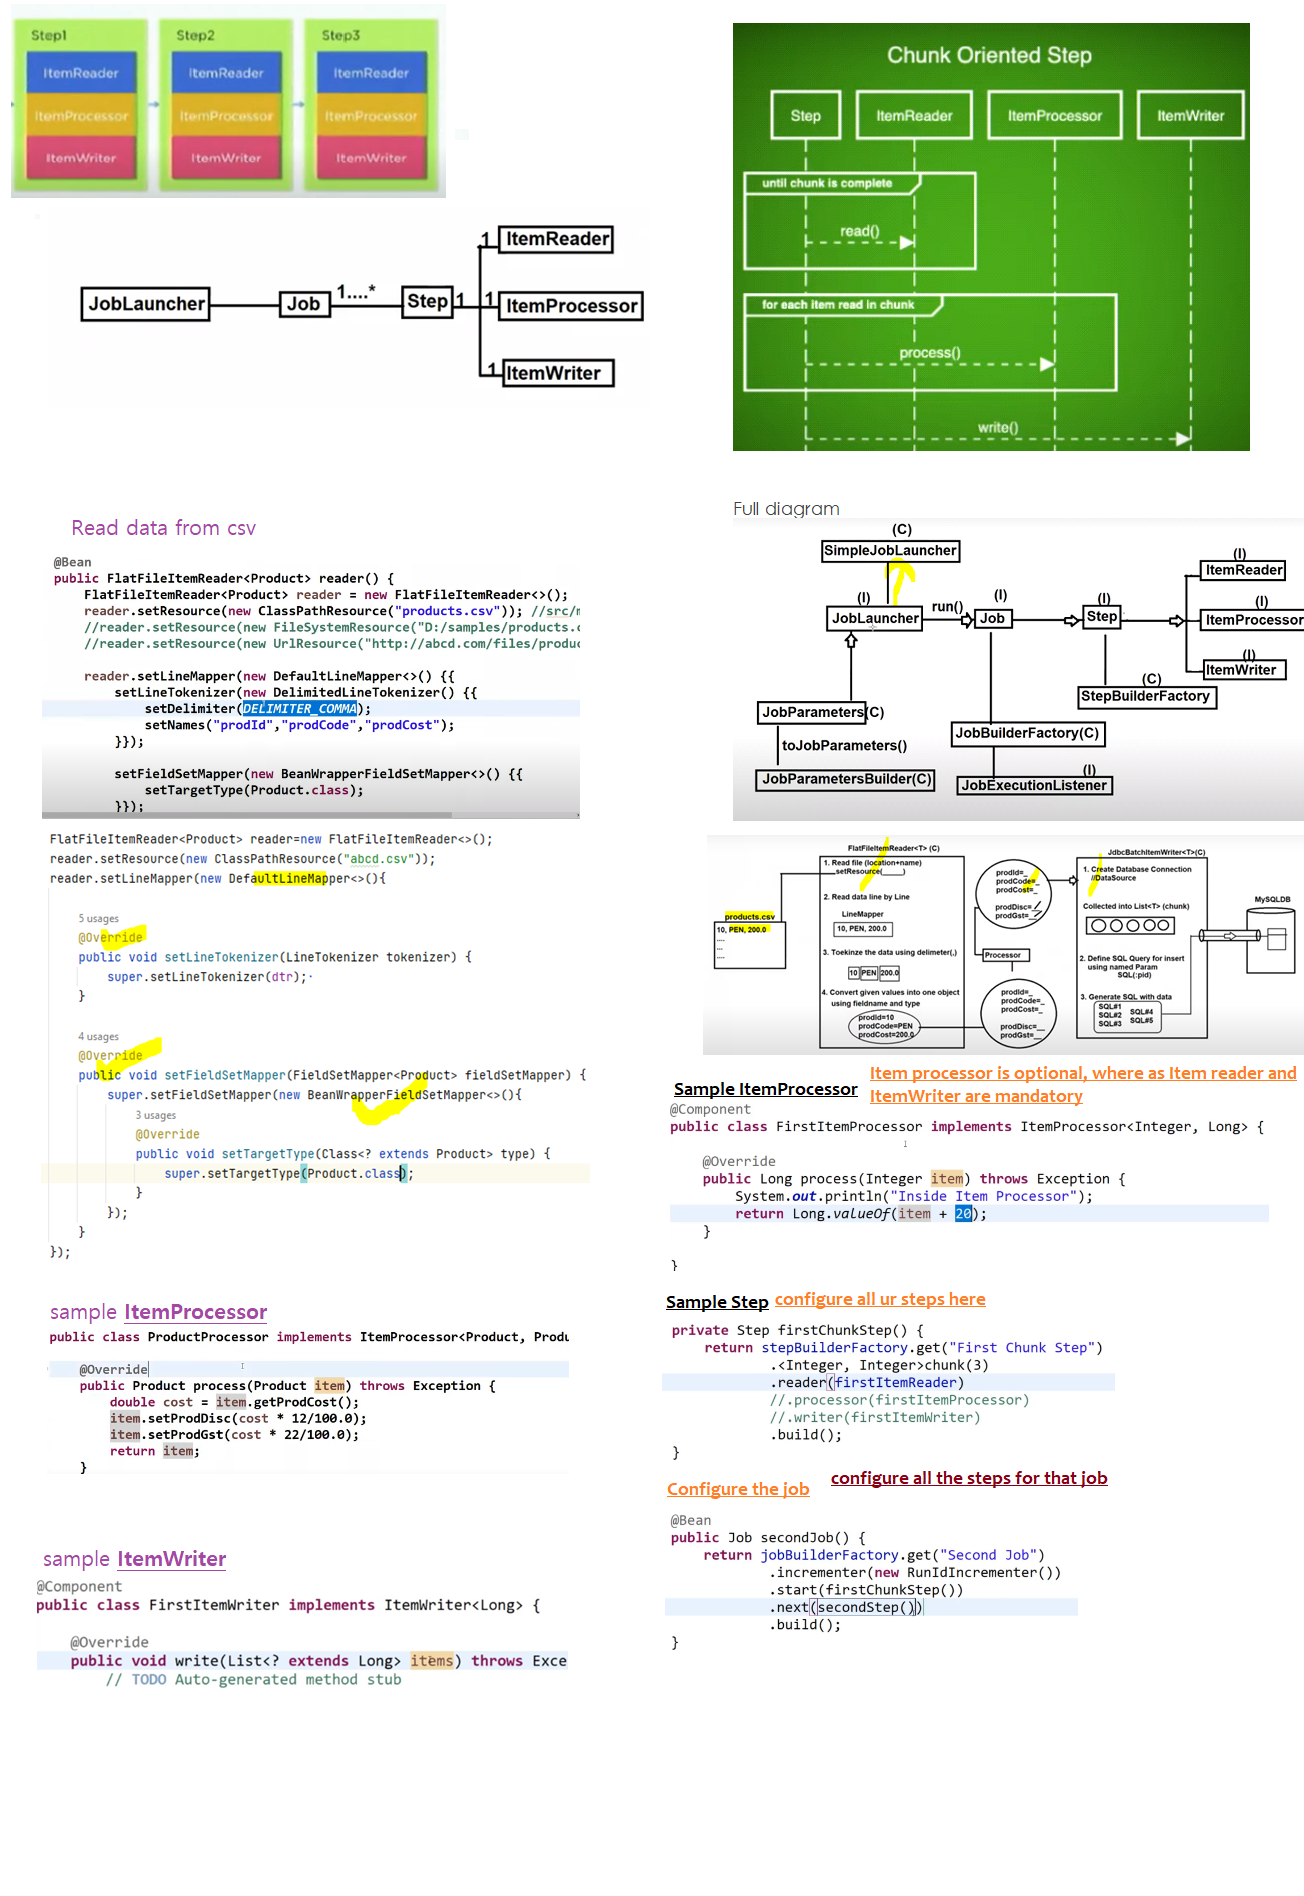 Step1
ItemReader
ItemProcessor
ItemWriter
Step2
ItemReader
ItemProcessor
ItemWriter
Step3
ItemReader
ItemProcessor
ItemWriter
JobLauncher
Job
1....*
Step
1
1
ItemReader
1
ItemProcessor
1
ItemWriter
Chunk Oriented Step
Step
ItemReader
ItemProcessor
ItemWriter
until chunk is complete
read()
for each item read in chunk
process()
write()
Read data from csv
@Bean
public FlatFileItemReader<Product> reader() {
FlatFileItemReader<Product> reader = new FlatFileItemReader<>();
reader.setResource(new ClassPathResource("products.csv")); //src/m
//reader.setResource(new FileSystemResource("D:/samples/products.c
//reader.setResource(new UrlResource("http://abcd.com/files/produc
reader.setLineMapper(new DefaultLineMapper<>() {{
setLineTokenizer(new DelimitedLineTokenizer() {{
setDelimiter(DELIMITER_COMMA);
setNames("prodId","prodCode","prodCost");
}});
setFieldSetMapper(new BeanWrapperFieldSetMapper<>() {{
setTargetType(Product.class);
}});
FlatFileItemReader<Product> reader=new FlatFileItemReader<>();
reader.setResource(new ClassPathResource("abcd.csv"));
reader.setLineMapper(new DefaultLineMapper<>(){
5 usages
@Override
public void setLineTokenizer(LineTokenizer tokenizer) {
super.setLineTokenizer(dtr);
}
4 usages
@Override
public void setFieldSetMapper(FieldSetMapper<Product> fieldSetMapper) {
super.setFieldSetMapper(new BeanWrapperFieldSetMapper<>(){
3 usages
@Override
public void setTargetType(Class<? extends Product> type) {
super.setTargetType(Product.class);
}
});
}
});
sample ItemProcessor
public class ProductProcessor implements ItemProcessor<Product, Produ
@Override
public Product process(Product item) throws Exception {
double cost = item.getProdCost();
item.setProdDisc(cost * 12/100.0);
item.setProdGst(cost * 22/100.0);
return item;
}
sample ItemWriter
@Component
public class FirstItemWriter implements ItemWriter<Long> {
@Override
public void write(List<? extends Long> items) throws Exce
// TODO Auto-generated method stub
Full diagram
(C)
SimpleJobLauncher
(I)
JobLauncher
run()
(I)
Job
(I)
Step
(I)
ItemReader
(I)
ItemProcessor
(I)
ItemWriter
(C)
StepBuilderFactory
JobParameters(C)
toJobParameters()
JobParametersBuilder(C)
JobBuilderFactory(C)
(I)
JobExecutionListener
products.csv
10, PEN, 200.0
....
...
....
FlatFileItemReader<T> (C)
1. Read file (location+name)
setResource(_____)
2. Read data line by Line
LineMapper
10, PEN, 200.0
3. Toekinze the data using delimeter(,)
10 PEN 200.0
4. Convert given values into one object
using fieldname and type
prodId=10
prodCode=PEN
prodCost=200.0
prodId=_
prodCode=_
prodCost=_
prodDisc=__
prodGst=__
Processor
prodId=_
prodCode=_
prodCost=_
prodDisc=__
prodGst=__
JdbcBatchItemWriter<T>(C)
1. Create Database Connection
//DataSource
Collected into List<T> (chunk)
2. Define SQL Query for insert
using named Param
SQL(:pid)
3. Generate SQL with data
SQL#1
SQL#2
SQL#3
SQL#4
SQL#5
MySQLDB
Sample ItemProcessor
Item processor is optional, where as Item reader and
ItemWriter are mandatory
@Component
public class FirstItemProcessor implements ItemProcessor<Integer, Long> {
@Override
public Long process(Integer item) throws Exception {
System.out.println("Inside Item Processor");
return Long.valueOf(item + 20);
}
}
Sample Step configure all ur steps here
private Step firstChunkStep() {
return stepBuilderFactory.get("First Chunk Step")
.<Integer, Integer>chunk(3)
.reader(firstItemReader)
//.processor(firstItemProcessor)
//.writer(firstItemWriter)
.build();
}
Configure the job
configure all the steps for that job
@Bean
public Job secondJob() {
return jobBuilderFactory.get("Second Job")
.incrementer(new RunIdIncrementer())
.start(firstChunkStep())
.next(secondStep())
.build();
}